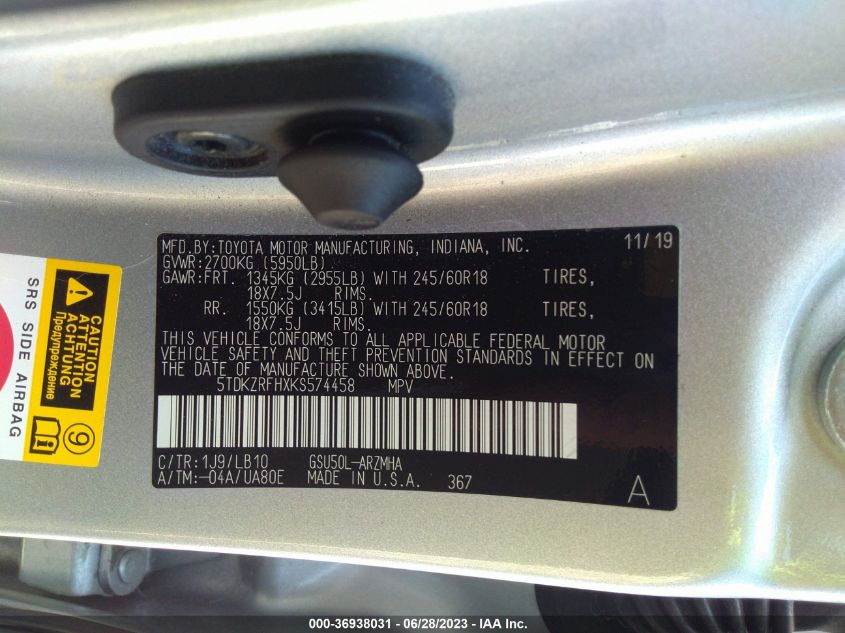 MFD.BY:TOYOTA MOTOR MANUFACTURING, INDIANA, INC. 11/19
GVWR:2700KG (5950LB)
GAWR:FRT. 1345KG (2955LB) WITH 245/60R18 TIRES,
18X7.5J RIMS.
RR. 1550KG (3415LB) WITH 245/60R18 TIRES,
18X7.5J RIMS.
THIS VEHICLE CONFORMS TO ALL APPLICABLE FEDERAL MOTOR
VEHICLE SAFETY AND THEFT PREVENTION STANDARDS IN EFFECT ON
THE DATE OF MANUFACTURE SHOWN ABOVE.
5TDKZRFHXKS574458 MPV
C/TR:1J9/LB10 GSU50L-ARZMHA
A/TM:-04A/UA80E MADE IN U.S.A. 367 A
SRS SIDE AIRBAG
CAUTION
ATTENTION
ACHTUNG
Предупреждение
9
000-36938031 - 06/28/2023 - IAA Inc.